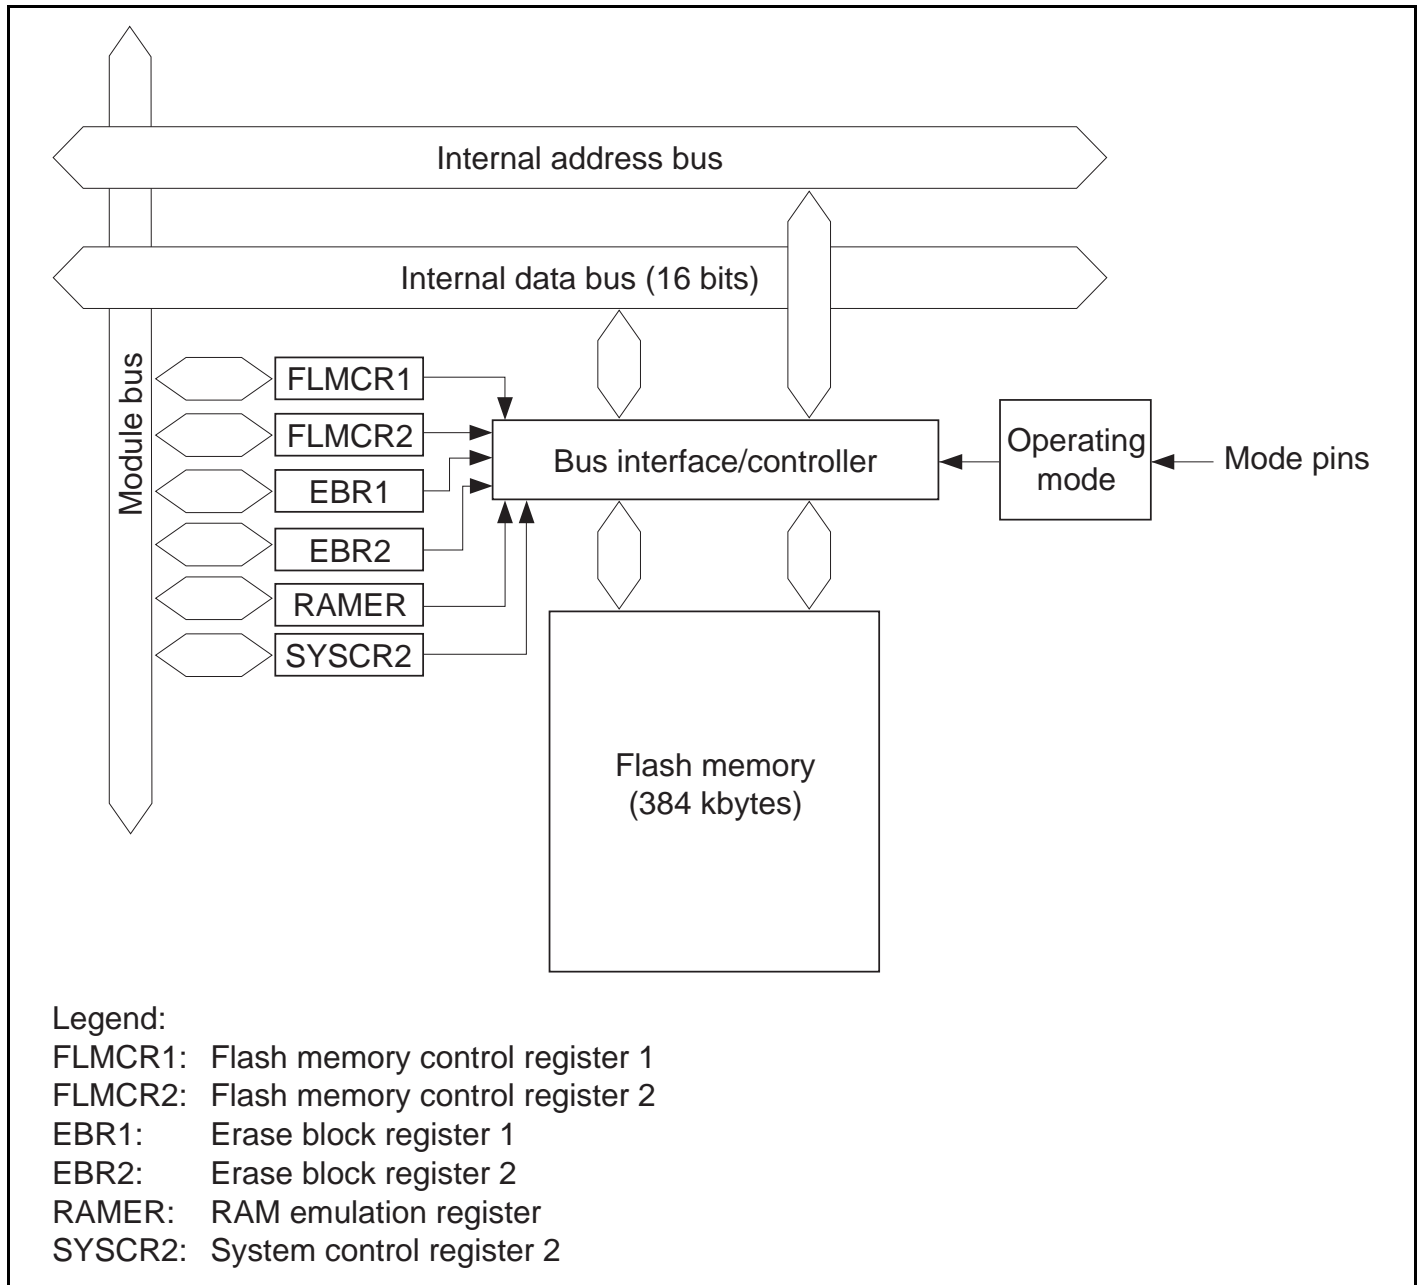 Internal address bus
Internal data bus (16 bits)
Module bus
FLMCR1
FLMCR2
EBR1
EBR2
RAMER
SYSCR2
Bus interface/controller
Operating
mode
Mode pins
Flash memory
(384 kbytes)
Legend:
FLMCR1: Flash memory control register 1
FLMCR2: Flash memory control register 2
EBR1: Erase block register 1
EBR2: Erase block register 2
RAMER: RAM emulation register
SYSCR2: System control register 2